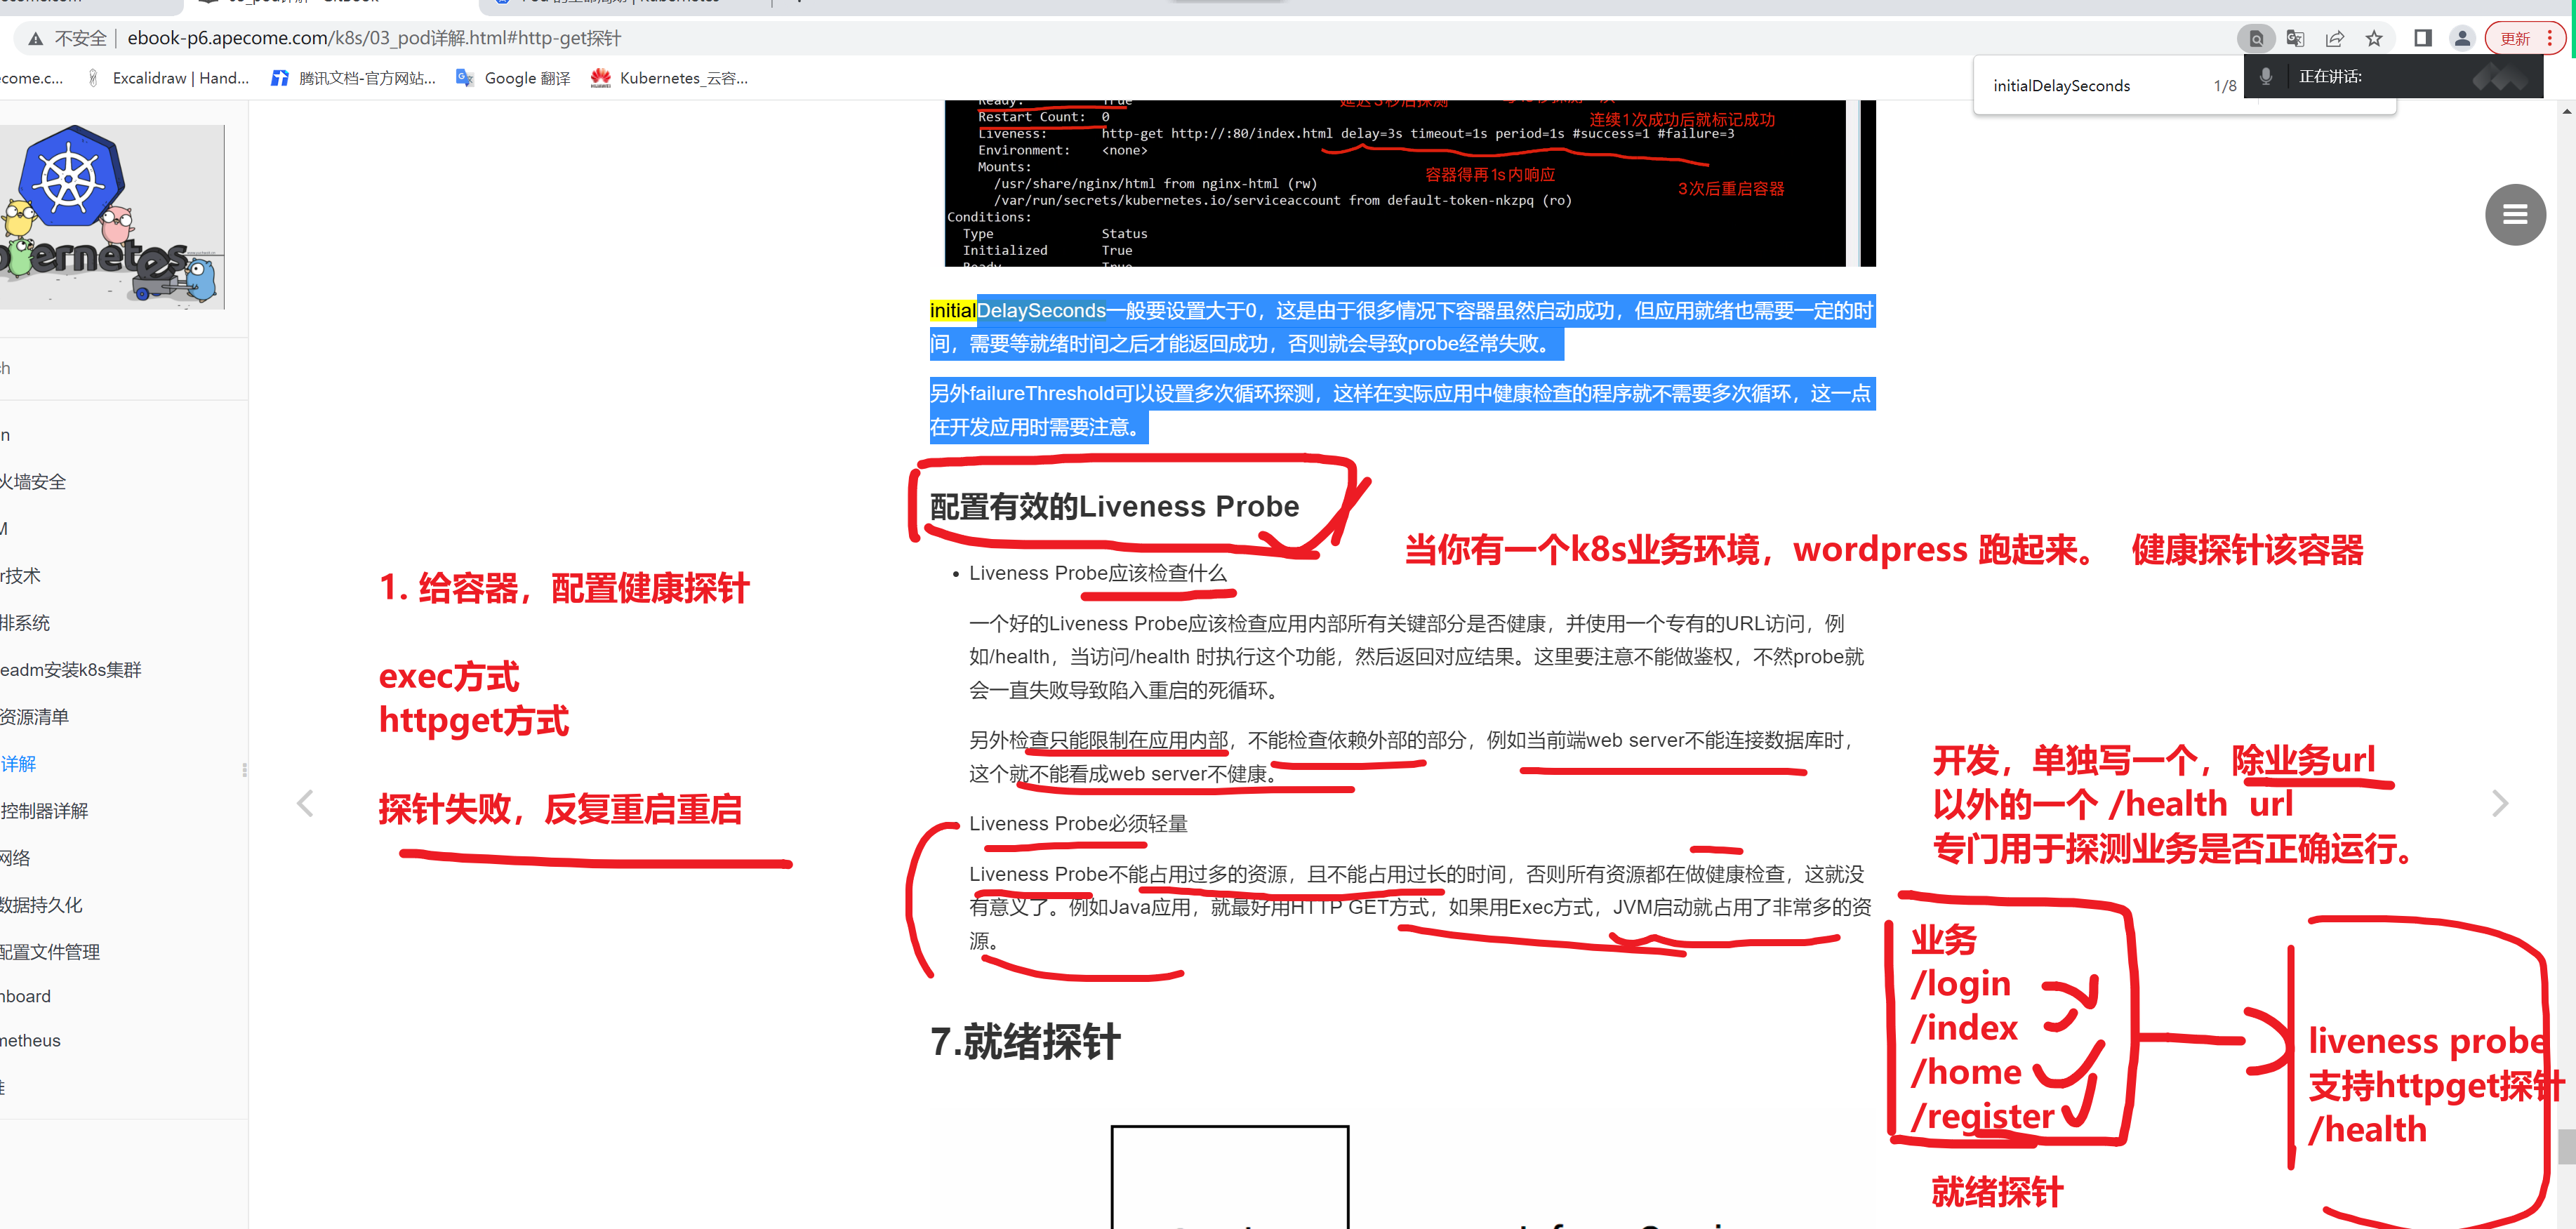 不安全 | ebook-p6.apecome.com/k8s/03_pod详解.html#http-get探针
更新
ecome.c...
Excalidraw | Hand...
腾讯文档-官方网站...
Google 翻译
Kubernetes_云容...
initialDelaySeconds 1/8
正在讲话:
火墙安全
r技术
排系统
eadm安装k8s集群
资源清单
详解
控制器详解
网络
数据持久化
配置文件管理
nboard
metheus
延迟3秒后探测
Restart Count: 0
连续1次成功后就标记成功
Liveness: http-get http://:80/index.html delay=3s timeout=1s period=1s #success=1 #failure=3
Environment: <none>
Mounts:
容器得再1s内响应
/usr/share/nginx/html from nginx-html (rw)
3次后重启容器
/var/run/secrets/kubernetes.io/serviceaccount from default-token-nkzpq (ro)
Conditions:
Type Status
Initialized True
initialDelaySeconds一般要设置大于0，这是由于很多情况下容器虽然启动成功，但应用就绪也需要一定的时
间，需要等就绪时间之后才能返回成功，否则就会导致probe经常失败。
另外failureThreshold可以设置多次循环探测，这样在实际应用中健康检查的程序就不需要多次循环，这一点
在开发应用时需要注意。
配置有效的Liveness Probe
当你有一个k8s业务环境，wordpress 跑起来。 健康探针该容器
Liveness Probe应该检查什么
1. 给容器，配置健康探针
一个好的Liveness Probe应该检查应用内部所有关键部分是否健康，并使用一个专有的URL访问，例
如/health，当访问/health 时执行这个功能，然后返回对应结果。这里要注意不能做鉴权，不然probe就
会一直失败导致陷入重启的死循环。
exec方式
httpget方式
另外检查只能限制在应用内部，不能检查依赖外部的部分，例如当前端web server不能连接数据库时，
这个就不能看成web server不健康。
探针失败，反复重启重启
Liveness Probe必须轻量
Liveness Probe不能占用过多的资源，且不能占用过长的时间，否则所有资源都在做健康检查，这就没
有意义了。例如Java应用，就最好用HTTP GET方式，如果用Exec方式，JVM启动就占用了非常多的资
源。
开发，单独写一个，除业务url
以外的一个 /health url
专门用于探测业务是否正确运行。
业务
/login
/index
/home
/register
liveness probe
支持httpget探针
/health
就绪探针
7.就绪探针